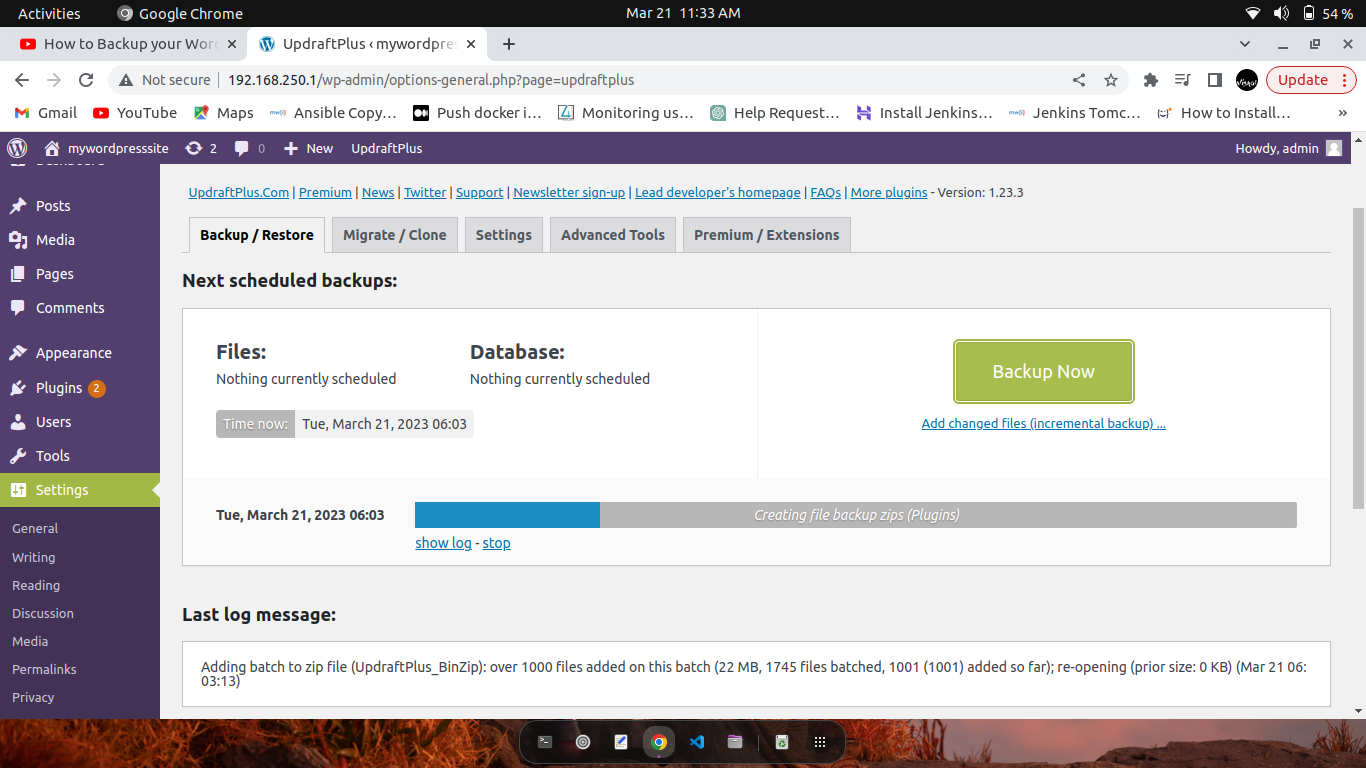 Activities Google Chrome Mar 21 11:33 AM 54 %
How to Backup your Wor UpdraftPlus ‹ mywordpres
Not secure 192.168.250.1/wp-admin/options-general.php?page=updraftplus Update
Gmail YouTube Maps Ansible Copy... Push docker i... Monitoring us... Help Request... Install Jenkins... Jenkins Tomc... How to Install... »
mywordpresssite 2 0 New UpdraftPlus Howdy, admin
UpdraftPlus.Com | Premium | News | Twitter | Support | Newsletter sign-up | Lead developer's homepage | FAQs | More plugins - Version: 1.23.3
Backup / Restore Migrate / Clone Settings Advanced Tools Premium / Extensions
Next scheduled backups:
Files: Database:
Nothing currently scheduled Nothing currently scheduled
Time now: Tue, March 21, 2023 06:03
Backup Now
Add changed files (incremental backup) ...
Tue, March 21, 2023 06:03 Creating file backup zips (Plugins)
show log - stop
Last log message:
Adding batch to zip file (UpdraftPlus_BinZip): over 1000 files added on this batch (22 MB, 1745 files batched, 1001 (1001) added so far); re-opening (prior size: 0 KB) (Mar 21 06:
03:13)
Posts
Media
Pages
Comments
Appearance
Plugins 2
Users
Tools
Settings
General
Writing
Reading
Discussion
Media
Permalinks
Privacy